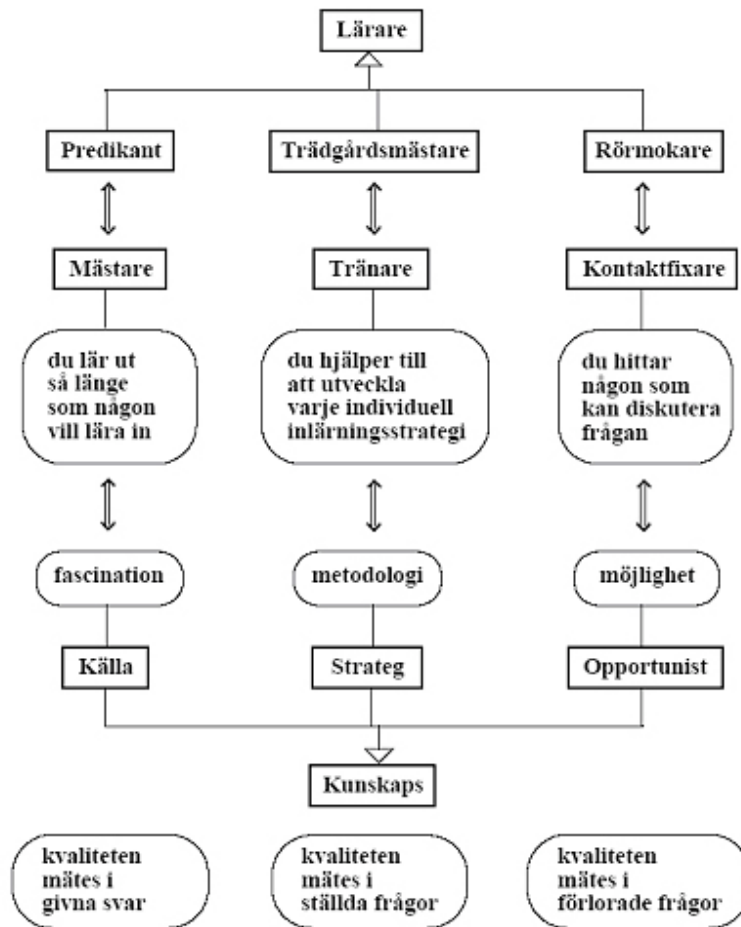 Lärare
Predikant
Trädgårdsmästare
Rörmokare
Mästare
Tränare
Kontaktfixare
du lär ut
så länge
som någon
vill lära in
du hjälper till
att utveckla
varje individuell
inlärningsstrategi
du hittar
någon som
kan diskutera
frågan
fascination
metodologi
möjlighet
Källa
Strateg
Opportunist
Kunskaps
kvaliteten
mätes i
givna svar
kvaliteten
mätes i
ställda frågor
kvaliteten
mätes i
förlorade frågor